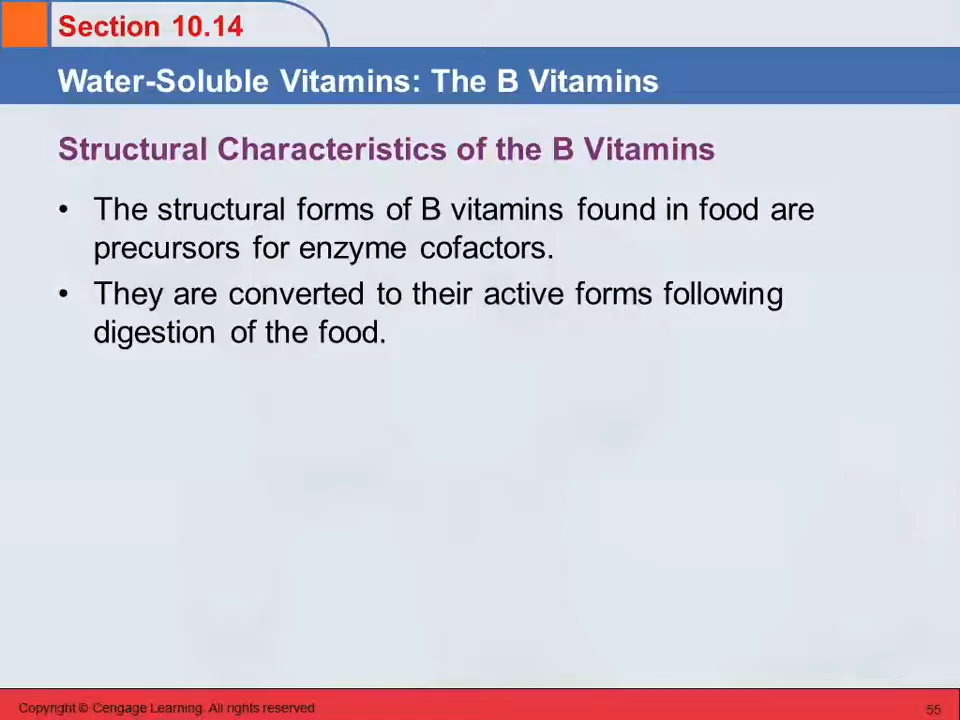 Section 10.14
Water-Soluble Vitamins: The B Vitamins
Structural Characteristics of the B Vitamins
• The structural forms of B vitamins found in food are
precursors for enzyme cofactors.
• They are converted to their active forms following
digestion of the food.
Copyright © Cengage Learning. All rights reserved
55